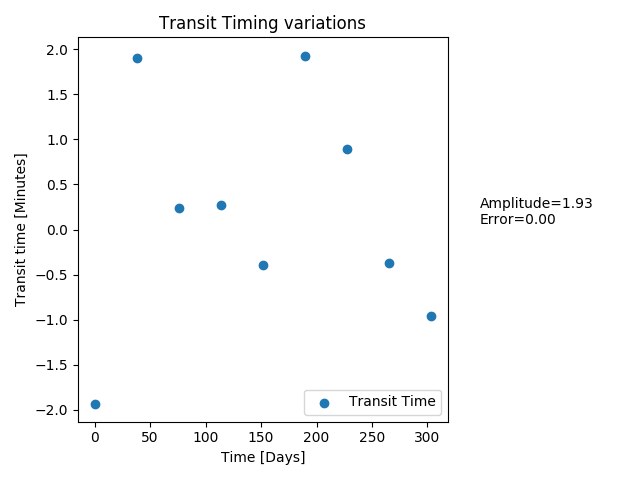 Transit Timing variations
2.0
1.5
1.0
0.5
0.0
−0.5
−1.0
−1.5
−2.0
Transit time [Minutes]
Amplitude=1.93
Error=0.00
Transit Time
0
50
100
150
200
250
300
Time [Days]